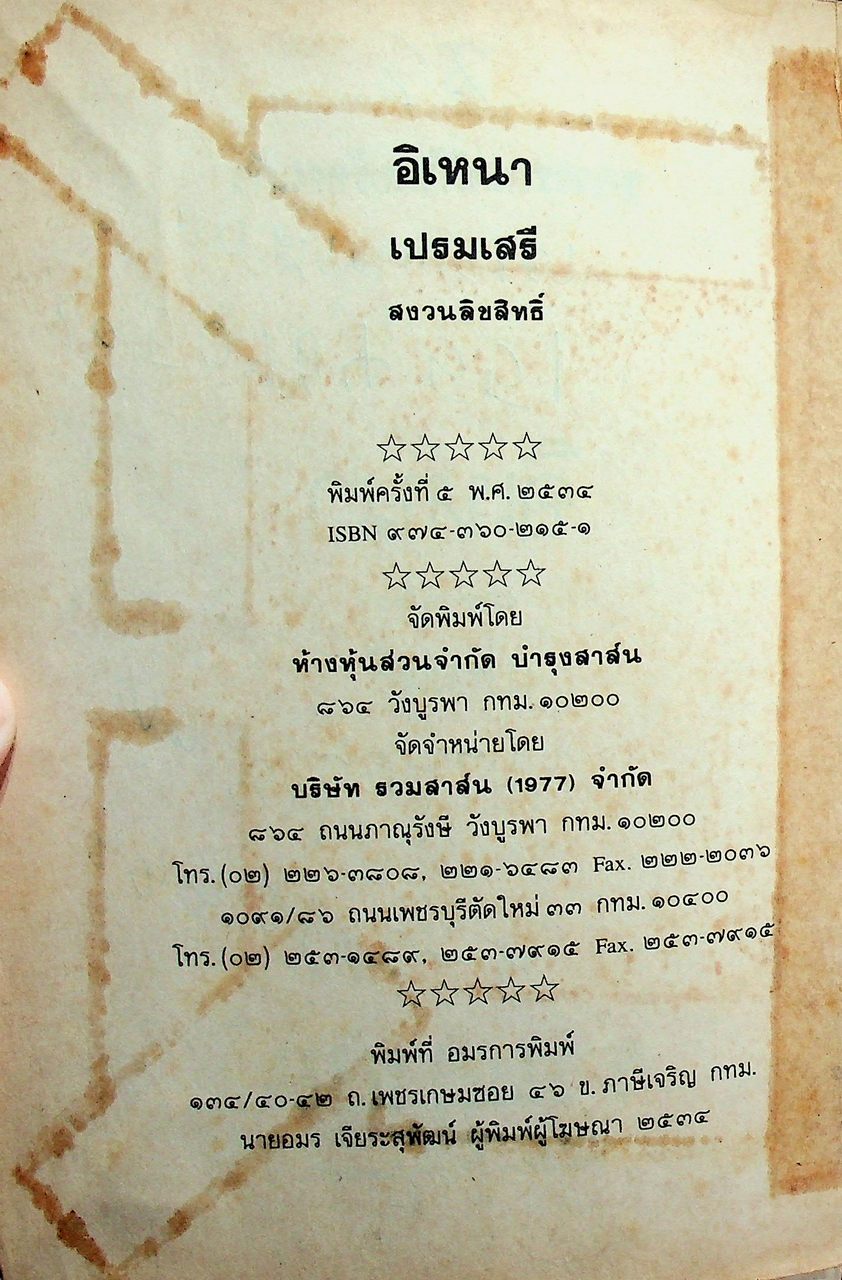 อิเหนา
เปรมเสรี
สงวนลิขสิทธิ์
☆☆☆☆☆
พิมพ์ครั้งที่ ๕ พ.ศ. ๒๕๓๔
ISBN ๙๗๔-๓๖๐-๒๑๕-๑
☆☆☆☆☆
จัดพิมพ์โดย
ห้างหุ้นส่วนจำกัด บำรุงสาส์น
๘๖๔ วังบูรพา กทม. ๑๐๒๐๐
จัดจำหน่ายโดย
บริษัท รวมสาส์น (1977) จำกัด
๘๖๔ ถนนภาณุรังษี วังบูรพา กทม. ๑๐๒๐๐
โทร. (๐๒) ๒๒๖-๓๘๐๘, ๒๒๑-๖๔๘๓ Fax. ๒๒๒-๒๐๓๖
๑๐๙๑/๘๖ ถนนเพชรบุรีตัดใหม่ ๓๓ กทม. ๑๐๔๐๐
โทร. (๐๒) ๒๕๓-๑๔๘๙, ๒๕๓-๗๙๑๕ Fax. ๒๕๓-๗๙๑๕
☆☆☆☆☆
พิมพ์ที่ อมรการพิมพ์
๑๓๔/๔๐-๔๒ ถ. เพชรเกษมซอย ๔๖ ข. ภาษีเจริญ กทม.
นายอมร เจียระสุพัฒน์ ผู้พิมพ์ผู้โฆษณา ๒๕๓๔